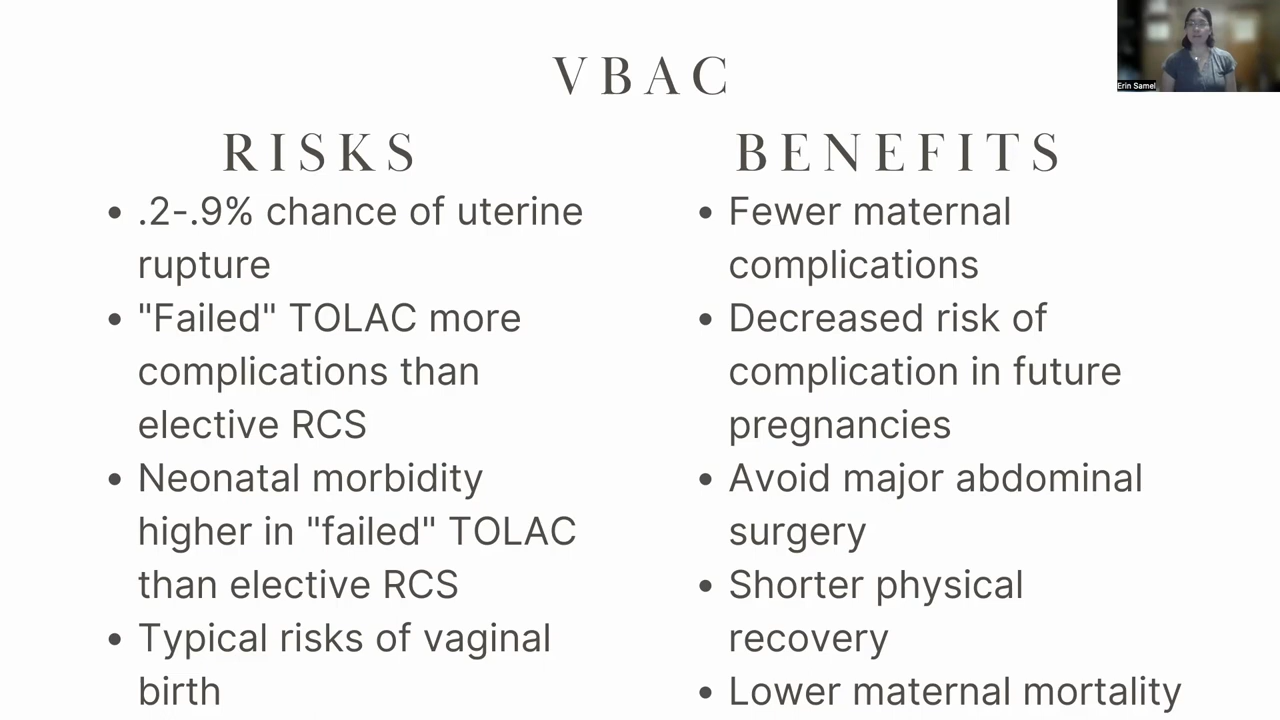 VBAC
RISKS
.2-.9% chance of uterine
rupture
"Failed" TOLAC more
complications than
elective RCS
Neonatal morbidity
higher in "failed" TOLAC
than elective RCS
Typical risks of vaginal
birth
BENEFITS
Fewer maternal
complications
Decreased risk of
complication in future
pregnancies
Avoid major abdominal
surgery
Shorter physical
recovery
Lower maternal mortality
Erin Samel